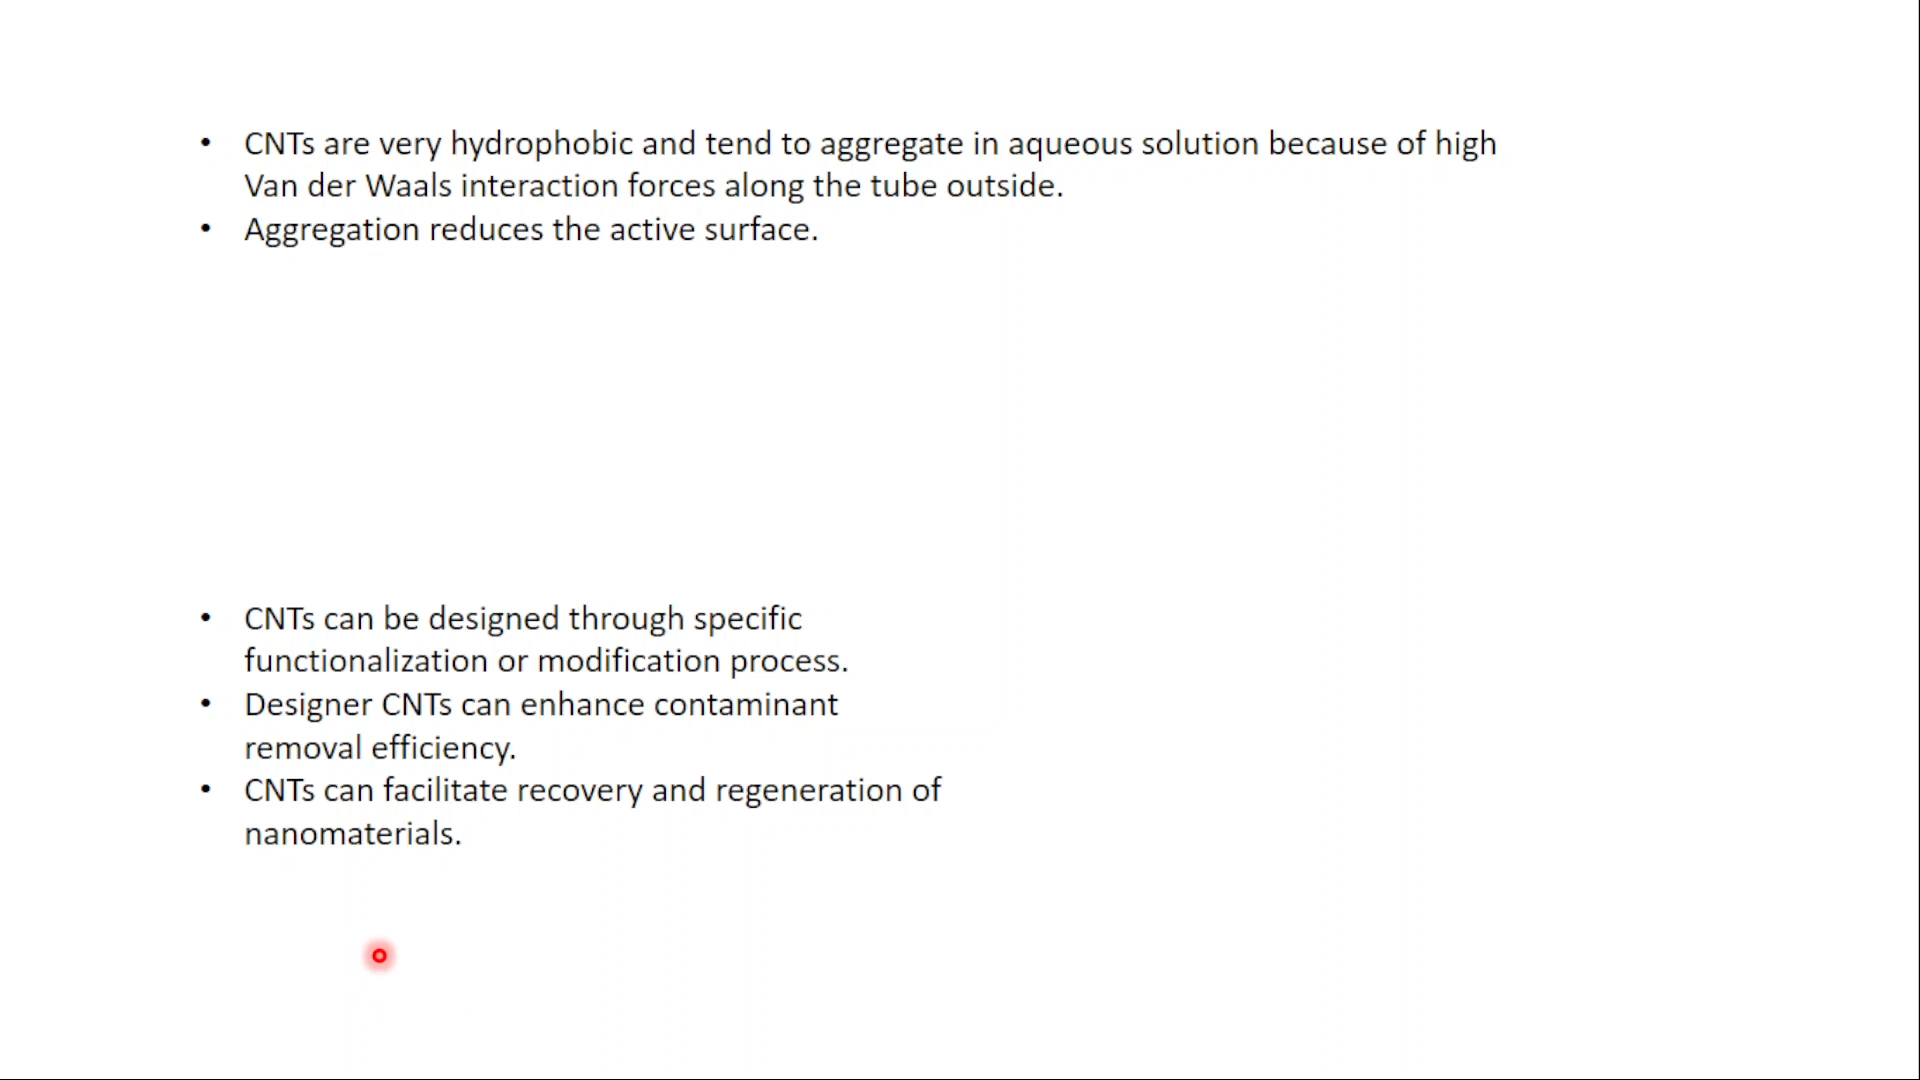 • CNTs are very hydrophobic and tend to aggregate in aqueous solution because of high
Van der Waals interaction forces along the tube outside.
• Aggregation reduces the active surface.
• CNTs can be designed through specific
functionalization or modification process.
• Designer CNTs can enhance contaminant
removal efficiency.
• CNTs can facilitate recovery and regeneration of
nanomaterials.